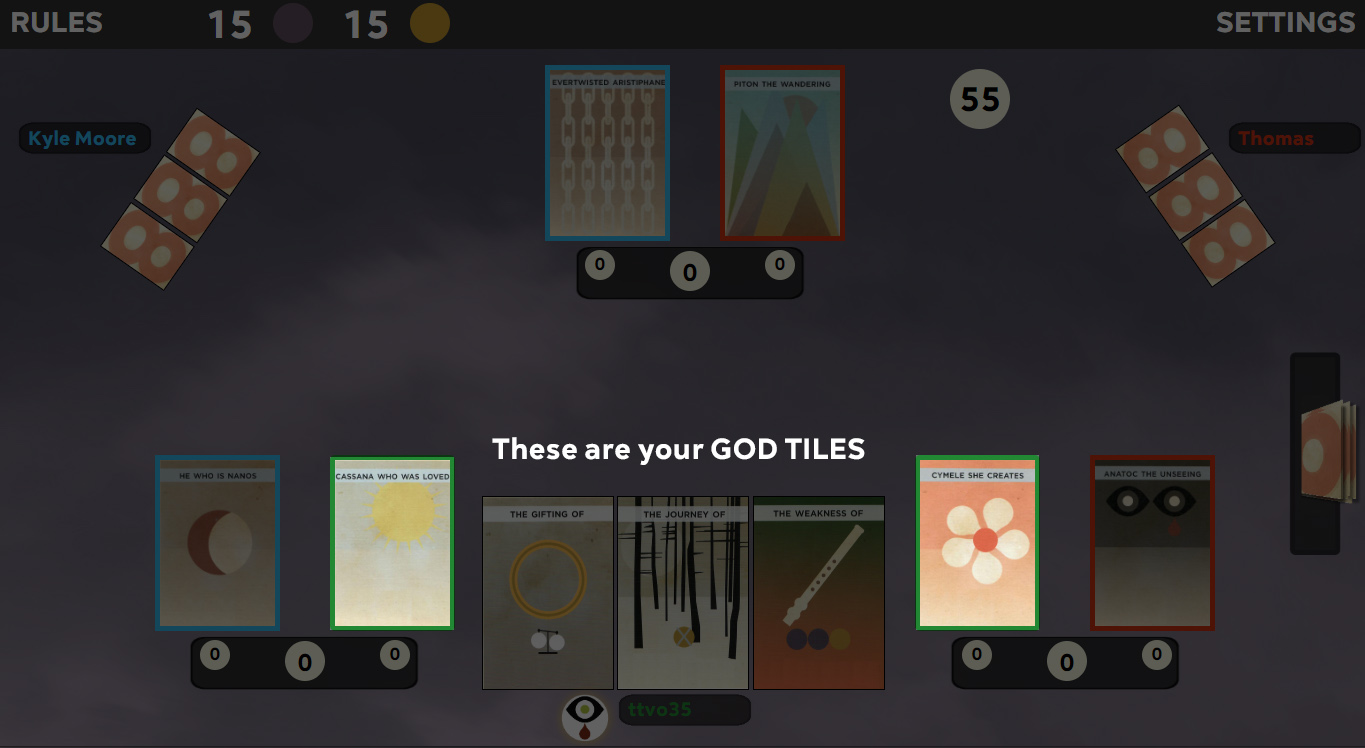 RULES 15 15 SETTINGS
EVERTWISTED ARISTIPHANE
PITON THE WANDERING
55
Kyle Moore
Thomas
0 0 0
These are your GOD TILES
HE WHO IS NANOS
CASSANA WHO WAS LOVED
CYMELE SHE CREATES
ANATOC THE UNSEEING
THE GIFTING OF
THE JOURNEY OF
THE WEAKNESS OF
0 0 0
0 0 0
ttvo35